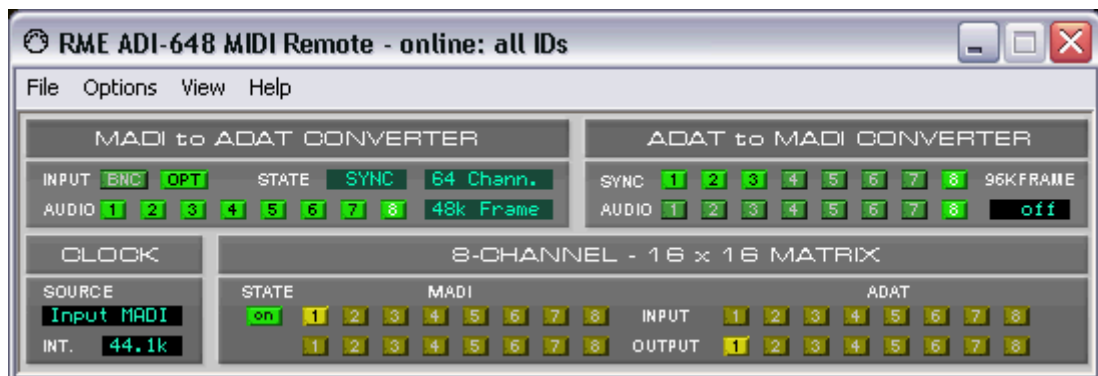 RME ADI-648 MIDI Remote - online: all IDs
File Options View Help
MADI to ADAT CONVERTER
INPUT BNC OPT STATE SYNC 64 Chann.
AUDIO 1 2 3 4 5 6 7 8 48k Frame
ADAT to MADI CONVERTER
SYNC 1 2 3 4 5 6 7 8 96KFRAME
AUDIO 1 2 3 4 5 6 7 8 off
CLOCK
SOURCE
Input MADI
INT. 44.1k
8-CHANNEL - 16 x 16 MATRIX
STATE MADI ADAT
on 1 2 3 4 5 6 7 8 INPUT 1 2 3 4 5 6 7 8
1 2 3 4 5 6 7 8 OUTPUT 1 2 3 4 5 6 7 8